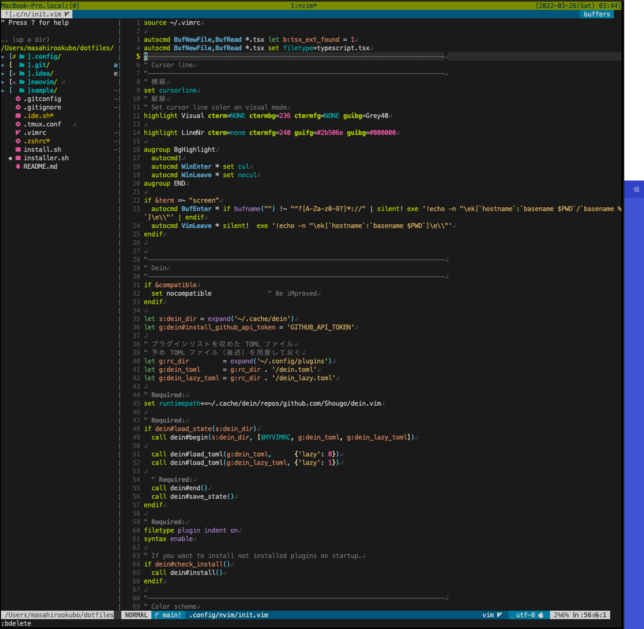 MacBook-Pro.local:[0] 1:nvim* [2022-03-26(Sat) 03:44]
*[.c/n/init.vim buffers
" Press ? for help
.. (up a dir)
/Users/masahirookubo/dotfiles/
].config/
].git/
].idea/
]neovim/
]sample/
.gitconfig
.gitignore
.ide.sh*
.tmux.conf
.vimrc
.zshrc*
install.sh
installer.sh
README.md
1 source ~/.vimrc
2
3 autocmd BufNewFile,BufRead *.tsx let b:tsx_ext_found = 1
4 autocmd BufNewFile,BufRead *.tsx set filetype=typescript.tsx
5
6 " Cursor line
7 "
8 " 横線
9 set cursorline
10 " 縦線
11 " Set cursor line color on visual mode
12 highlight Visual cterm=NONE ctermbg=236 ctermfg=NONE guibg=Grey40
13
14 highlight LineNr cterm=none ctermfg=240 guifg=#2b506e guibg=#000000
15
16 augroup BgHighlight
17 autocmd!
18 autocmd WinEnter * set cul
19 autocmd WinLeave * set nocul
20 augroup END
21
22 if &term =~ "screen"
23 autocmd BufEnter * if bufname("") !~ "^?[A-Za-z0-9?]*://" | silent! exe '!echo -n "\ek[`hostname`:`basename $PWD`/`basename %
`]\e\\"' | endif
24 autocmd VimLeave * silent! exe '!echo -n "\ek[`hostname`:`basename $PWD`]\e\\"'
25 endif
26
27
28 "
29 " Dein
30 "
31 if &compatible
32 set nocompatible " Be iMproved
33 endif
34
35 let s:dein_dir = expand('~/.cache/dein')
36 let g:dein#install_github_api_token = 'GITHUB_API_TOKEN'
37
38 " プラグインリストを収めた TOML ファイル
39 " 予め TOML ファイル（後述）を用意しておく
40 let g:rc_dir = expand('~/.config/plugins')
41 let g:dein_toml = g:rc_dir . '/dein.toml'
42 let g:dein_lazy_toml = g:rc_dir . '/dein_lazy.toml'
43
44 " Required:
45 set runtimepath+=~/.cache/dein/repos/github.com/Shougo/dein.vim
46
47 " Required:
48 if dein#load_state(s:dein_dir)
49 call dein#begin(s:dein_dir, [$MYVIMRC, g:dein_toml, g:dein_lazy_toml])
50
51 call dein#load_toml(g:dein_toml, {'lazy': 0})
52 call dein#load_toml(g:dein_lazy_toml, {'lazy': 1})
53
54 " Required:
55 call dein#end()
56 call dein#save_state()
57 endif
58
59 " Required:
60 filetype plugin indent on
61 syntax enable
62
63 " If you want to install not installed plugins on startup.
64 if dein#check_install()
65 call dein#install()
66 endif
67
68 "
69 " Color scheme
/Users/masahirookubo/dotfiles NORMAL main! .config/nvim/init.vim vim utf-8 2%
:bdelete